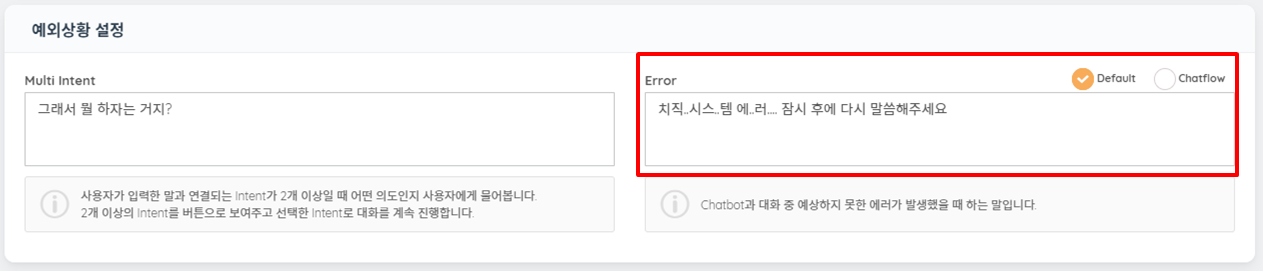 예외상황 설정
Multi Intent
그래서 뭘 하자는 거지?
사용자가 입력한 말과 연결되는 Intent가 2개 이상일 때 어떤 의도인지 사용자에게 물어봅니다.
2개 이상의 Intent를 버튼으로 보여주고 선택한 Intent로 대화를 계속 진행합니다.
Error
Default
Chatflow
치직..시스..템 에..러.... 잠시 후에 다시 말씀해주세요
Chatbot과 대화 중 예상하지 못한 에러가 발생했을 때 하는 말입니다.